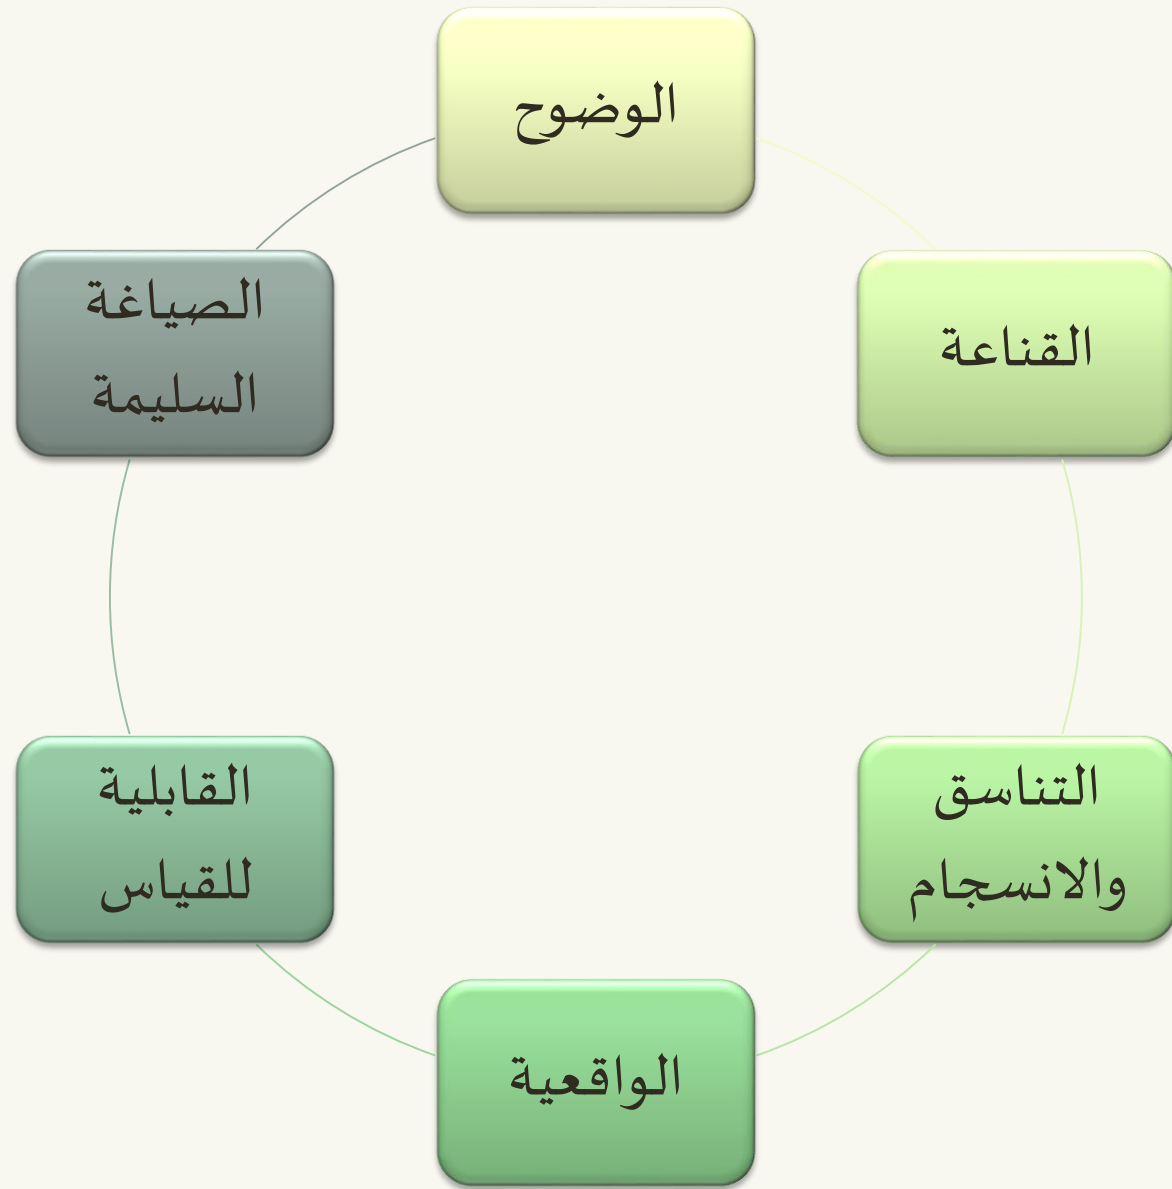 الوضوح
القناعة
التناسق
والانسجام
الواقعية
القابلية
للقياس
الصياغة
السليمة